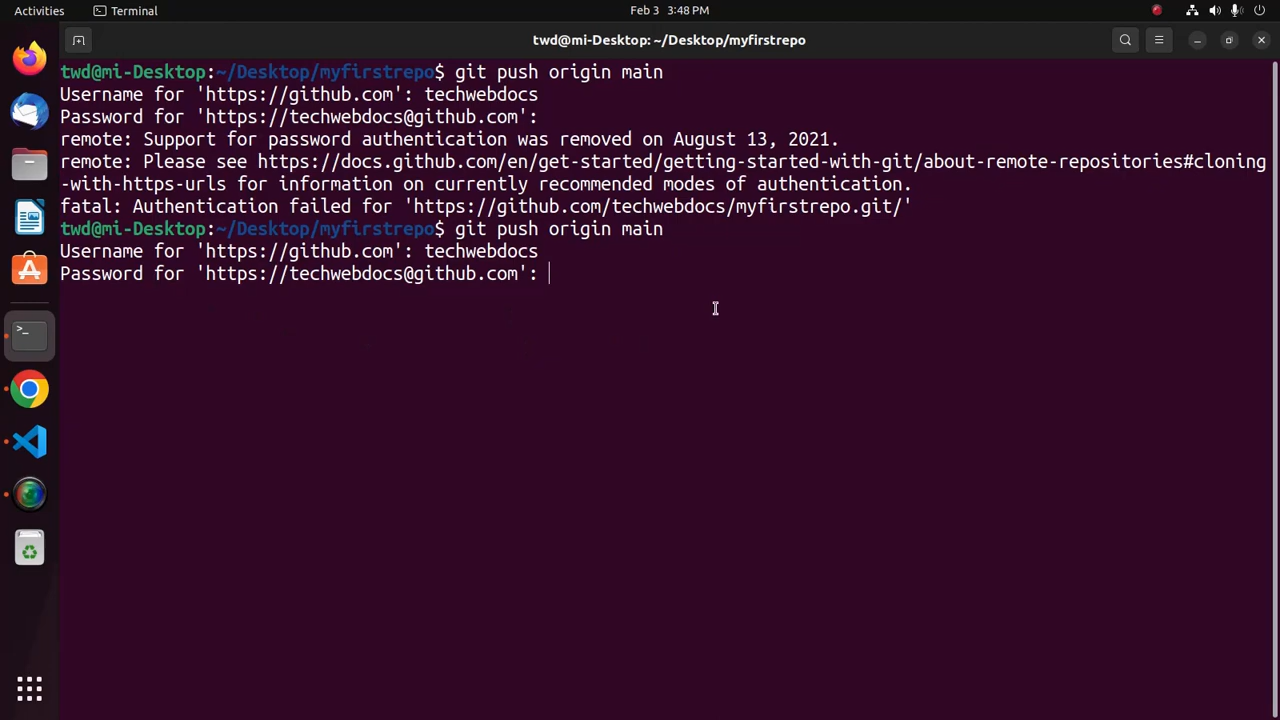 Activities
Terminal
Feb 3 3:48 PM
twd@mi-Desktop: ~/Desktop/myfirstrepo
twd@mi-Desktop:~/Desktop/myfirstrepo$ git push origin main
Username for 'https://github.com': techwebdocs
Password for 'https://techwebdocs@github.com':
remote: Support for password authentication was removed on August 13, 2021.
remote: Please see https://docs.github.com/en/get-started/getting-started-with-git/about-remote-repositories#cloning
-with-https-urls for information on currently recommended modes of authentication.
fatal: Authentication failed for 'https://github.com/techwebdocs/myfirstrepo.git/'
twd@mi-Desktop:~/Desktop/myfirstrepo$ git push origin main
Username for 'https://github.com': techwebdocs
Password for 'https://techwebdocs@github.com':